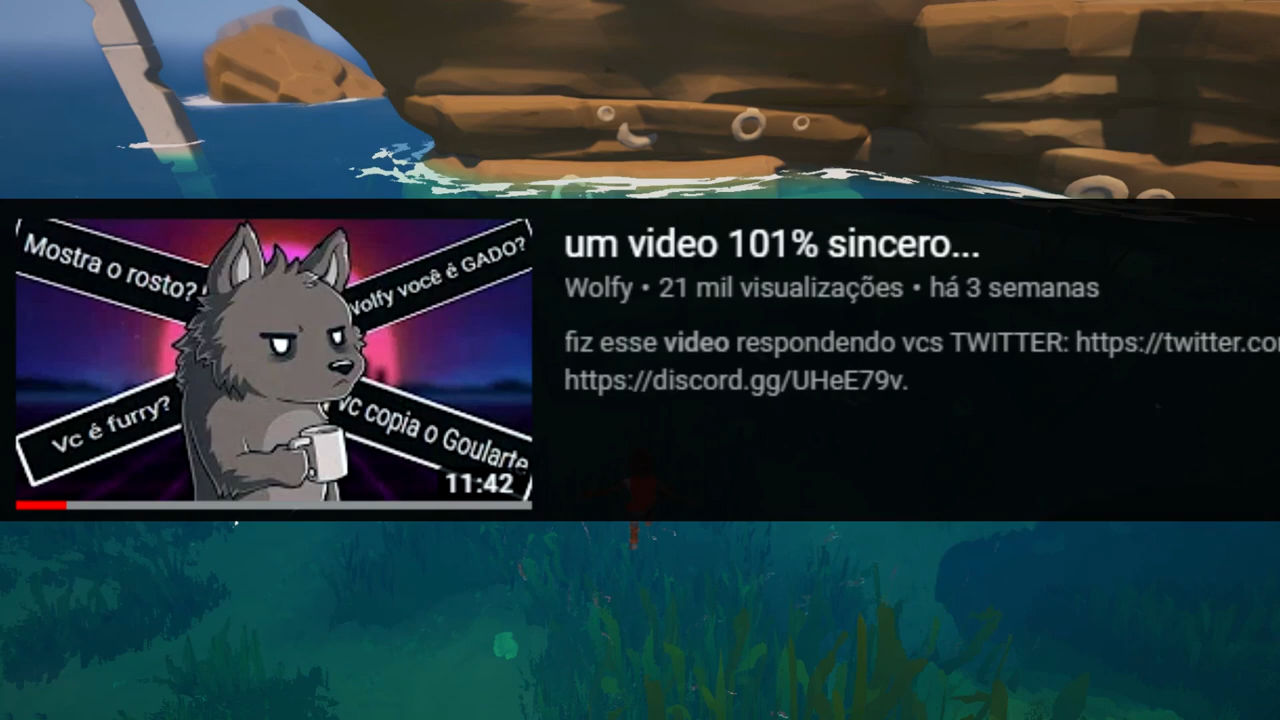 Mostra o rosto?
Wolfy você é GADO?
Vc é furry?
vc copia o Goularte
11:42
um video 101% sincero...
Wolfy • 21 mil visualizações • há 3 semanas
fiz esse video respondendo vcs TWITTER: https://twitter.co
https://discord.gg/UHeE79v.